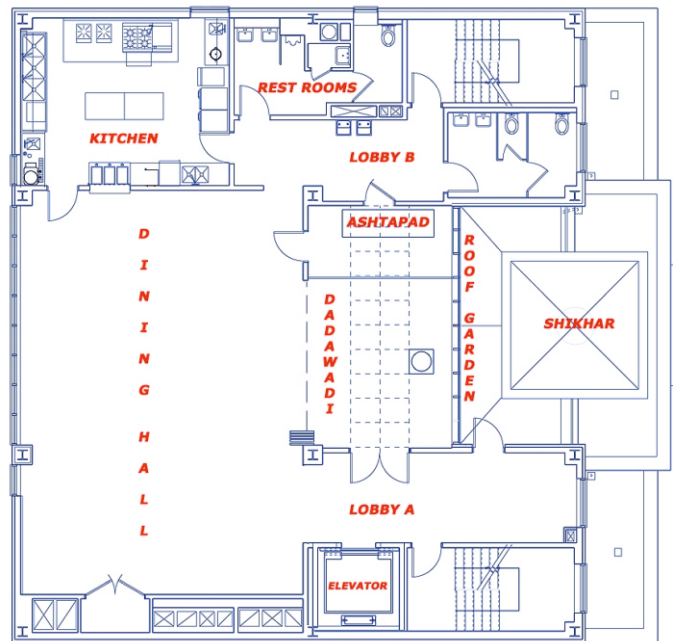 REST ROOMS
KITCHEN
LOBBY B
ASHTAPAD
DINING HALL
DADAWADI
ROOF GARDEN
SHIKHAR
LOBBY A
ELEVATOR